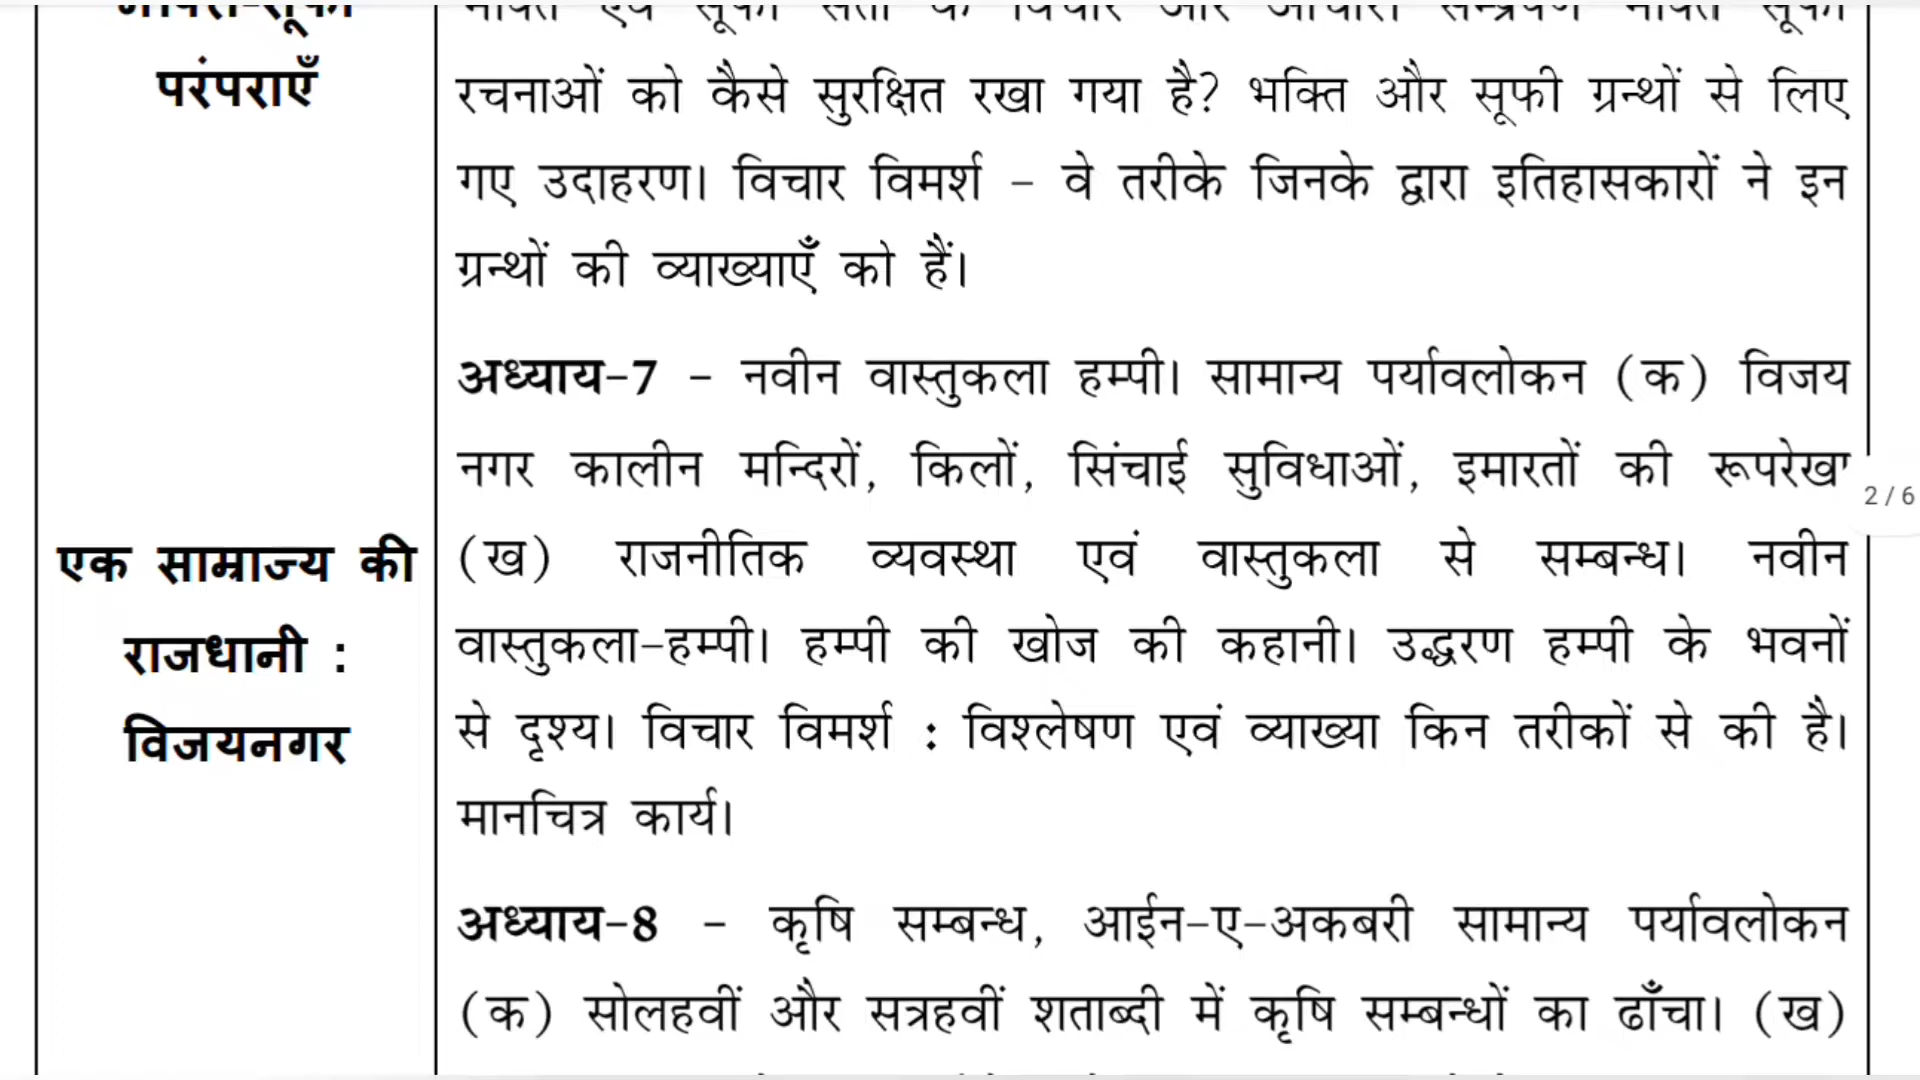 परंपराएँ
रचनाओं को कैसे सुरक्षित रखा गया है? भक्ति और सूफी ग्रन्थों से लिए
गए उदाहरण। विचार विमर्श – वे तरीके जिनके द्वारा इतिहासकारों ने इन
ग्रन्थों की व्याख्याएँ को हैं।
एक साम्राज्य की
राजधानी :
विजयनगर
अध्याय-7 – नवीन वास्तुकला हम्पी। सामान्य पर्यावलोकन (क) विजय
नगर कालीन मन्दिरों, किलों, सिंचाई सुविधाओं, इमारतों की रूपरेखा
(ख) राजनीतिक व्यवस्था एवं वास्तुकला से सम्बन्ध। नवीन
वास्तुकला-हम्पी। हम्पी की खोज की कहानी। उद्धरण हम्पी के भवनों
से दृश्य। विचार विमर्श : विश्लेषण एवं व्याख्या किन तरीकों से की है।
मानचित्र कार्य।
अध्याय-8 – कृषि सम्बन्ध, आईन-ए-अकबरी सामान्य पर्यावलोकन
(क) सोलहवीं और सत्रहवीं शताब्दी में कृषि सम्बन्धों का ढाँचा। (ख)
2 / 6